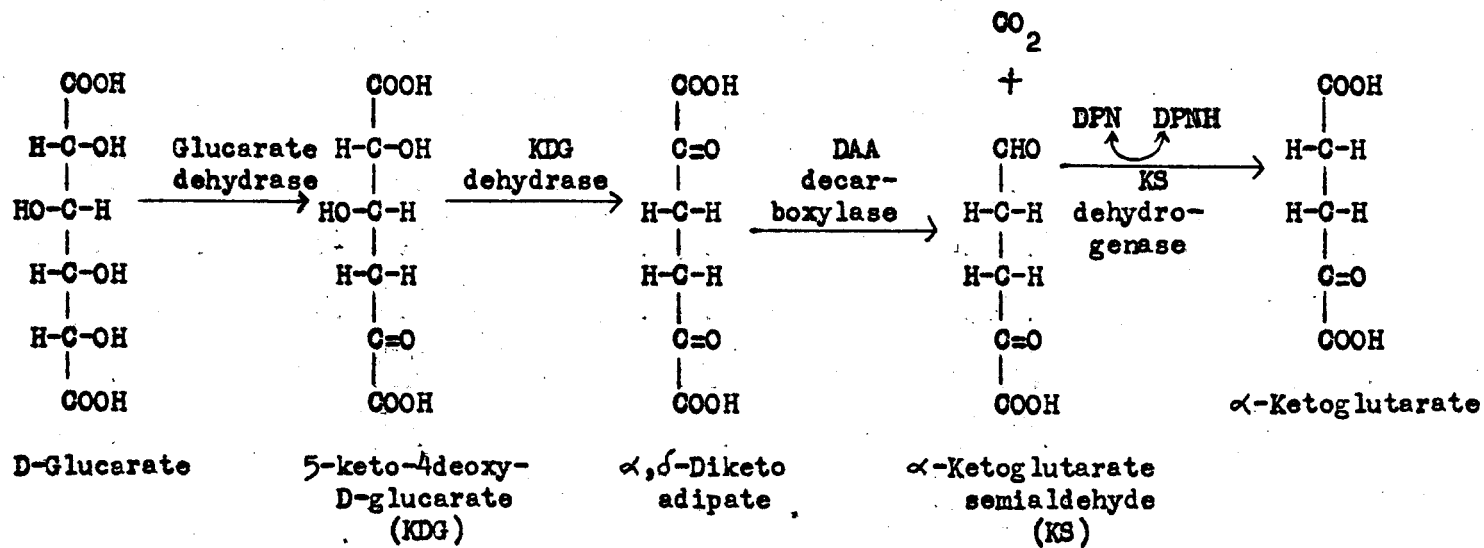 CO2
+
COOH
H-C-OH
HO-C-H
H-C-OH
H-C-OH
COOH
D-Glucarate
Glucarate
dehydrase
COOH
H-C-OH
HO-C-H
H-C-H
C=O
COOH
5-keto-4deoxy-
D-glucarate
(KDG)
KDG
dehydrase
COOH
C=O
H-C-H
H-C-H
C=O
COOH
α,δ-Diketo
adipate
DAA
decar-
boxylase
CHO
H-C-H
H-C-H
C=O
COOH
α-Ketoglutarate
semialdehyde
(KS)
DPN DPNH
KS
dehydro-
genase
COOH
H-C-H
H-C-H
C=O
COOH
α-Ketoglutarate